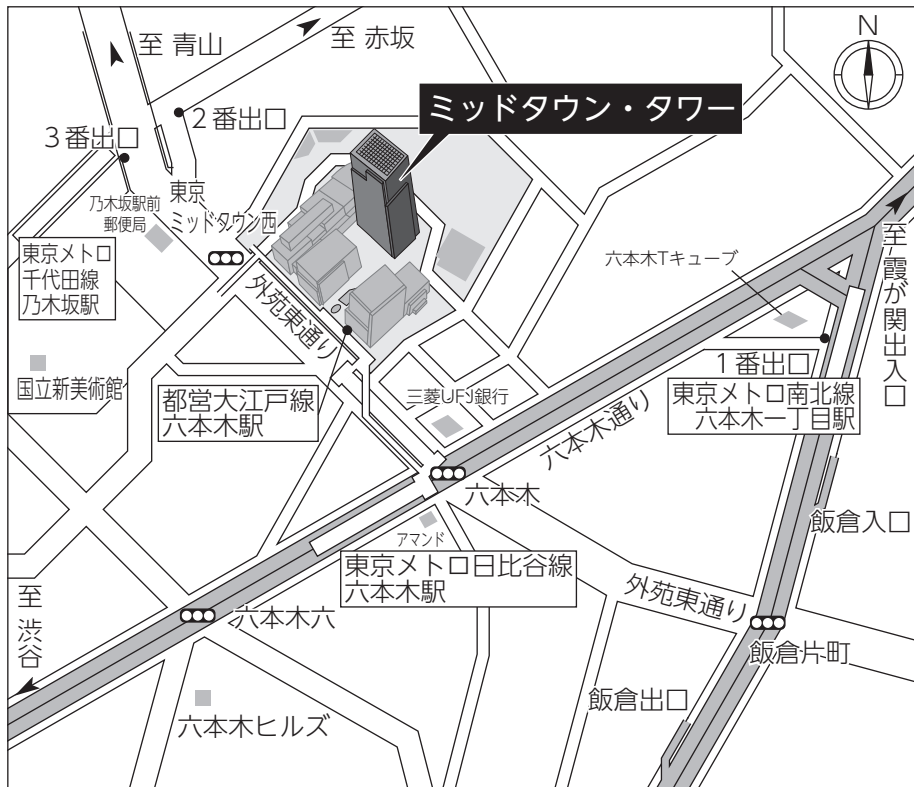 至 青山
至 赤坂
N
ミッドタウン・タワー
2番出口
3番出口
東京
ミッドタウン西
乃木坂駅前
郵便局
東京メトロ
千代田線
乃木坂駅
外苑東通り
六本木Tキューブ
至 霞が関出入口
国立新美術館
都営大江戸線
六本木駅
三菱UFJ銀行
六本木通り
1番出口
東京メトロ南北線
六本木一丁目駅
六本木
アマンド
東京メトロ日比谷線
六本木駅
飯倉入口
外苑東通り
至 渋谷
六本木六
飯倉片町
飯倉出口
六本木ヒルズ